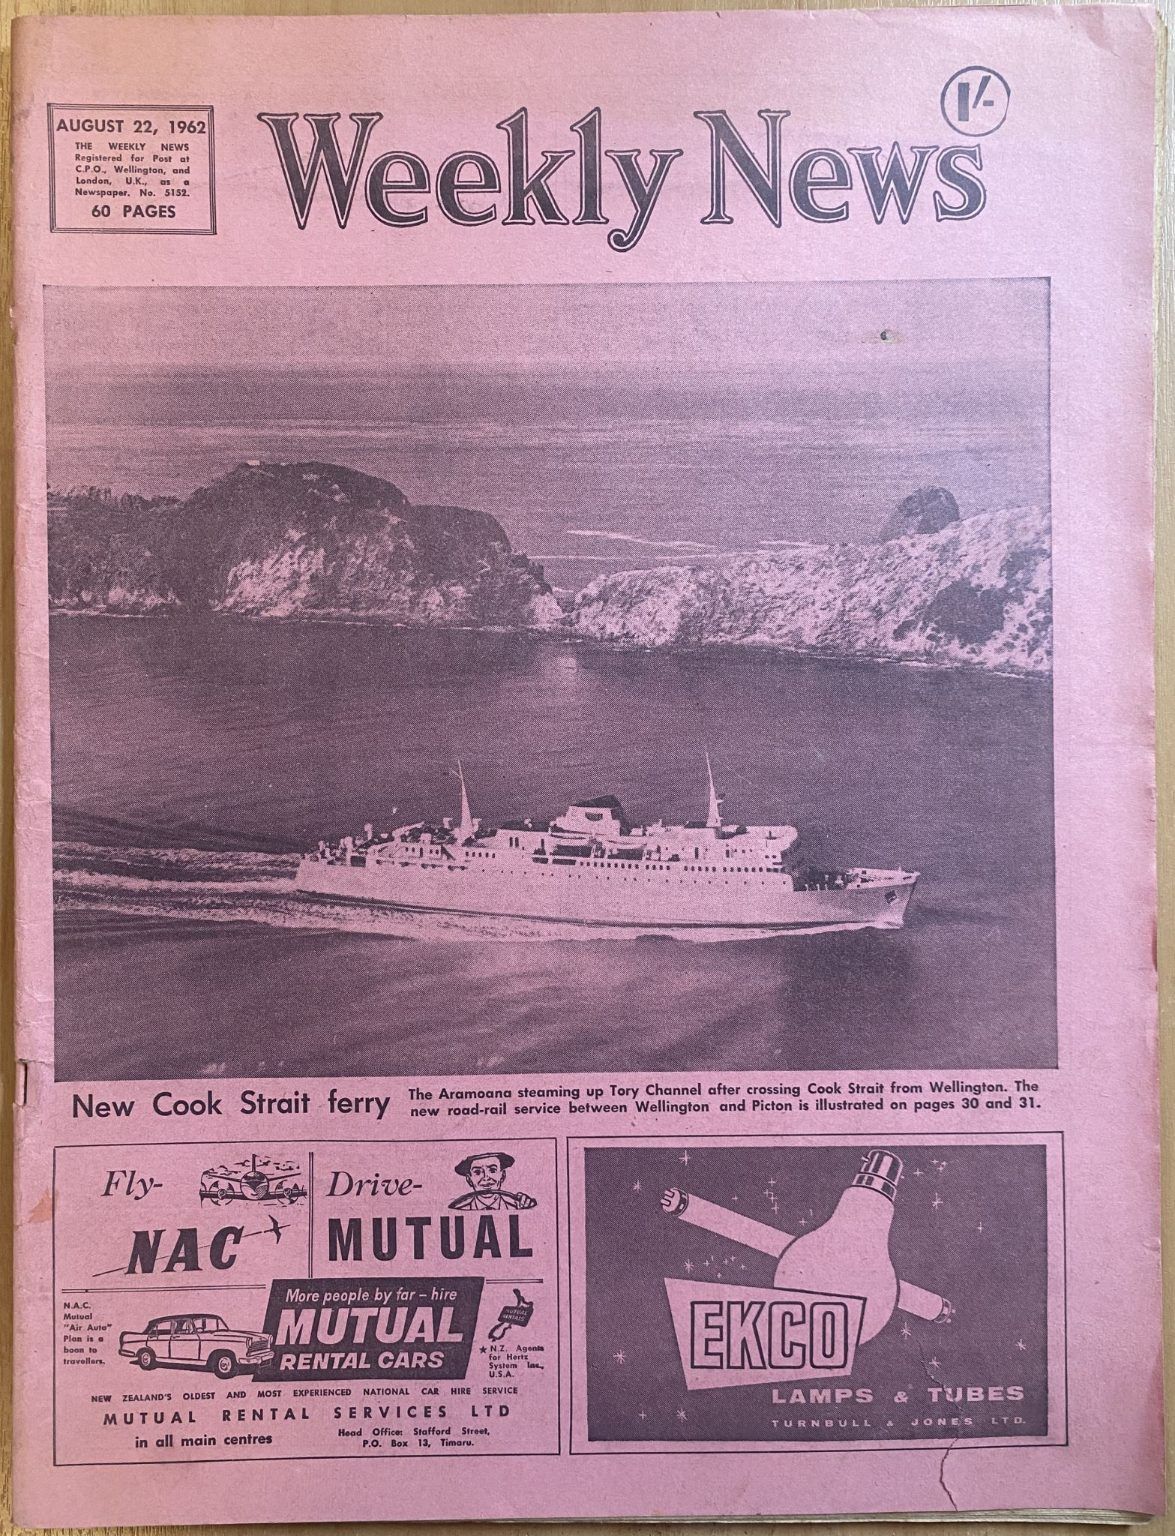 AUGUST 22, 1962
THE WEEKLY NEWS
Registered for Post at
C.P.O., Wellington, and
London, U.K., as a
Newspaper. No. 5152.
60 PAGES
Weekly News
1/-
New Cook Strait ferry
The Aramoana steaming up Tory Channel after crossing Cook Strait from Wellington. The
new road-rail service between Wellington and Picton is illustrated on pages 30 and 31.
Fly-
NAC
Drive-
MUTUAL
N.A.C.
Mutual
"Air Auto"
Plan is a
boon to
travellers.
More people by far – hire
MUTUAL
RENTAL CARS
MUTUAL
RENTALS
★ N.Z. Agents
for Hertz
System Inc.,
U.S.A.
NEW ZEALAND'S OLDEST AND MOST EXPERIENCED NATIONAL CAR HIRE SERVICE
MUTUAL RENTAL SERVICES LTD
in all main centres
Head Office: Stafford Street,
P.O. Box 13, Timaru.
EKCO
LAMPS & TUBES
TURNBULL & JONES LTD.